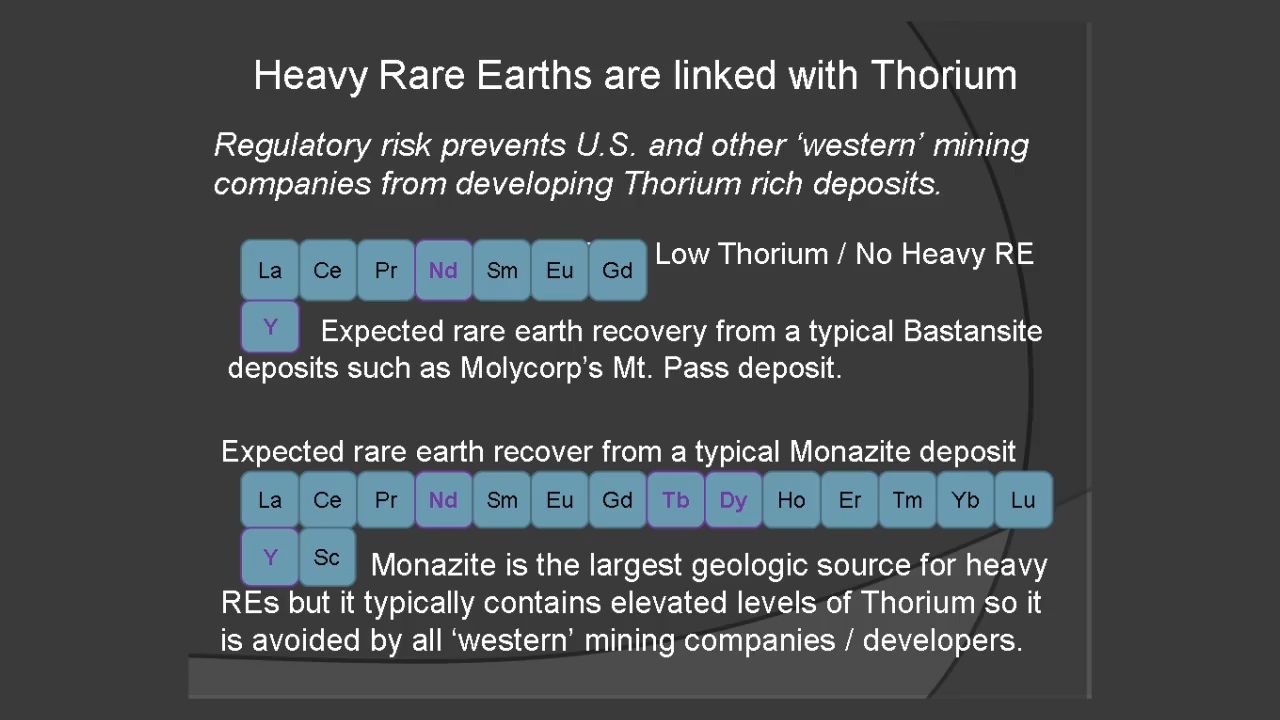 Heavy Rare Earths are linked with Thorium
Regulatory risk prevents U.S. and other ‘western’ mining
companies from developing Thorium rich deposits.
La Ce Pr Nd Sm Eu Gd Low Thorium / No Heavy RE
Y Expected rare earth recovery from a typical Bastansite
deposits such as Molycorp’s Mt. Pass deposit.
Expected rare earth recover from a typical Monazite deposit
La Ce Pr Nd Sm Eu Gd Tb Dy Ho Er Tm Yb Lu
Y Sc Monazite is the largest geologic source for heavy
REs but it typically contains elevated levels of Thorium so it
is avoided by all ‘western’ mining companies / developers.